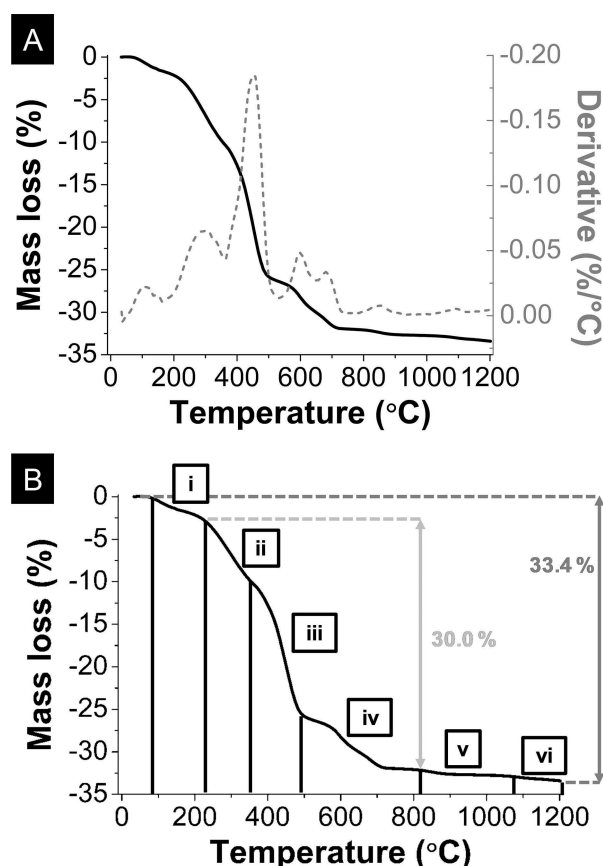 A
0
-5
-10
-15
-20
-25
-30
-35
Mass loss (%)
-0.20
-0.15
-0.10
-0.05
0.00
Derivative (%/°C)
0 200 400 600 800 1000 1200
Temperature (°C)
B
0
-5
-10
-15
-20
-25
-30
-35
Mass loss (%)
i
ii
iii
iv
v
vi
30.0 %
33.4 %
0 200 400 600 800 1000 1200
Temperature (°C)